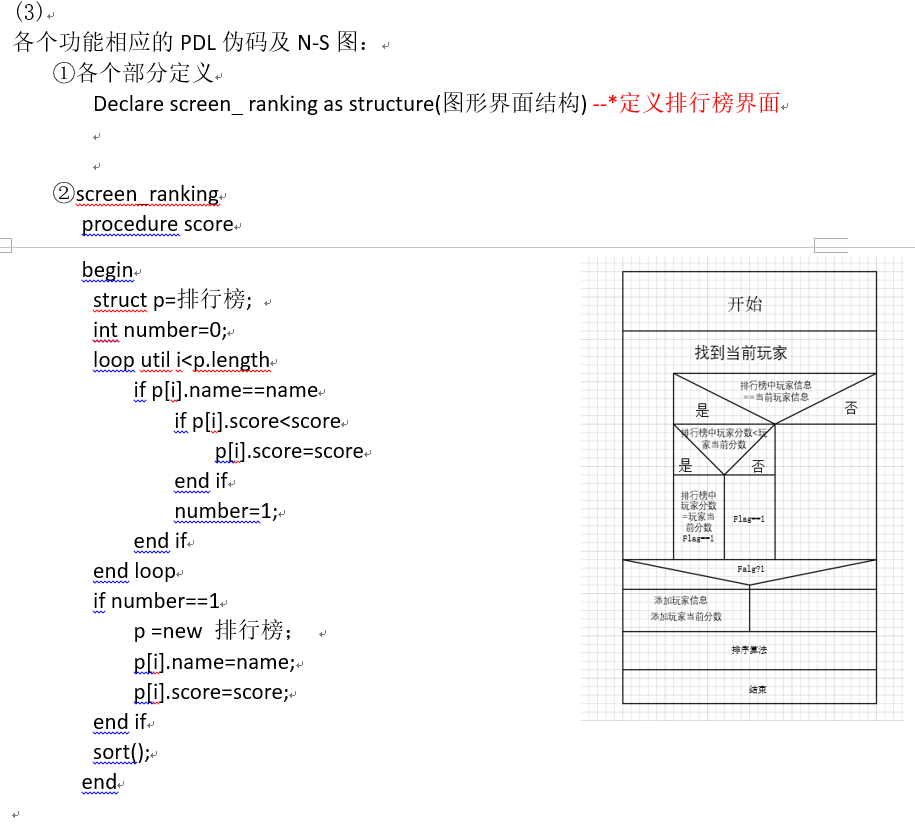 (3)
各个功能相应的 PDL 伪码及 N-S 图：
①各个部分定义
Declare screen_ ranking as structure(图形界面结构) --*定义排行榜界面
②screen_ranking
procedure score
begin
struct p=排行榜;
int number=0;
loop util i<p.length
if p[i].name==name
if p[i].score<score
p[i].score=score
end if
number=1;
end if
end loop
if number==1
p =new 排行榜；
p[i].name=name;
p[i].score=score;
end if
sort();
end
开始
找到当前玩家
排行榜中玩家信息
==当前玩家信息
是
否
排行榜中玩家分数<玩
家当前分数
是
否
排行榜中
玩家分数
=玩家当
前分数
Flag==1
Flag==1
Falg?1
添加玩家信息
添加玩家当前分数
排序算法
结束